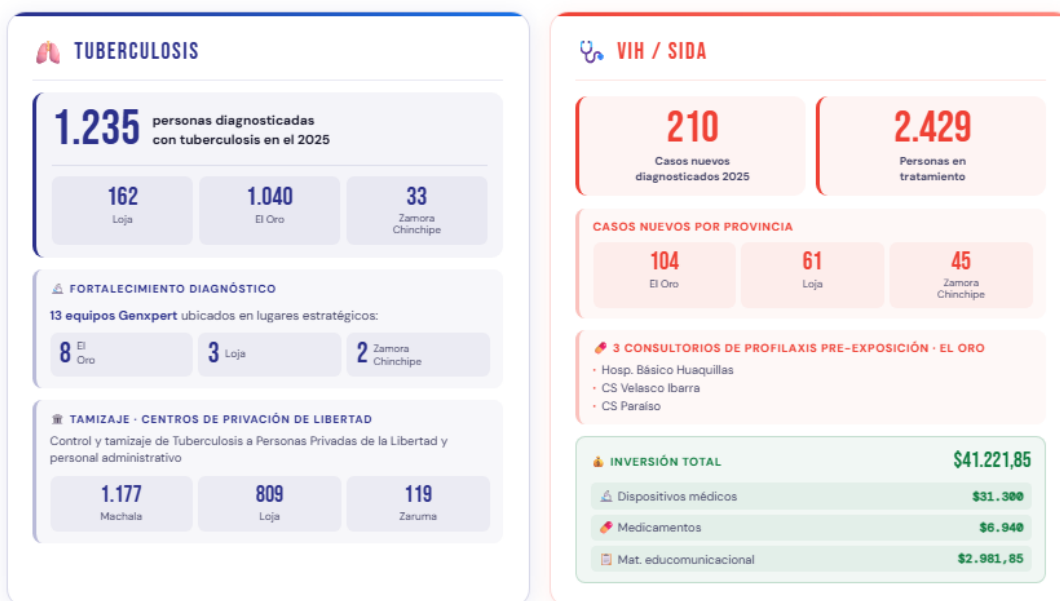 TUBERCULOSIS
1.235
personas diagnosticadas
con tuberculosis en el 2025
162
Loja
1.040
El Oro
33
Zamora
Chinchipe
FORTALECIMIENTO DIAGNÓSTICO
13 equipos Genxpert ubicados en lugares estratégicos:
8 El
Oro
3 Loja
2 Zamora
Chinchipe
TAMIZAJE · CENTROS DE PRIVACIÓN DE LIBERTAD
Control y tamizaje de Tuberculosis a Personas Privadas de la Libertad y
personal administrativo
1.177
Machala
809
Loja
119
Zaruma
VIH / SIDA
210
Casos nuevos
diagnosticados 2025
2.429
Personas en
tratamiento
CASOS NUEVOS POR PROVINCIA
104
El Oro
61
Loja
45
Zamora
Chinchipe
3 CONSULTORIOS DE PROFILAXIS PRE-EXPOSICIÓN · EL ORO
· Hosp. Básico Huaquillas
· CS Velasco Ibarra
· CS Paraíso
INVERSIÓN TOTAL $41.221,85
Dispositivos médicos $31.300
Medicamentos $6.940
Mat. educomunicacional $2.981,85